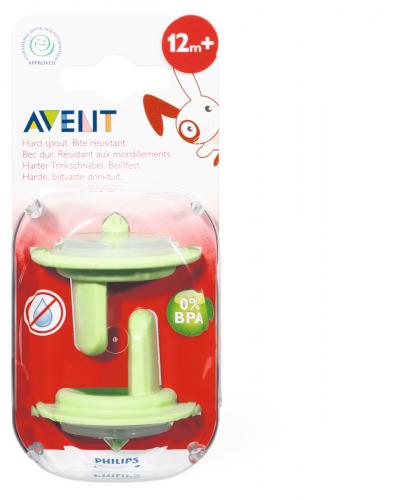 12m+
APPROVED
AVENT
Hard spout. Bite resisitant.
Bec dur. Résistant aux mordillements.
Harter Trinkschnabel. Beißfest.
Harde, bijtvaste drinktuit.
0%
BPA
PHILIPS